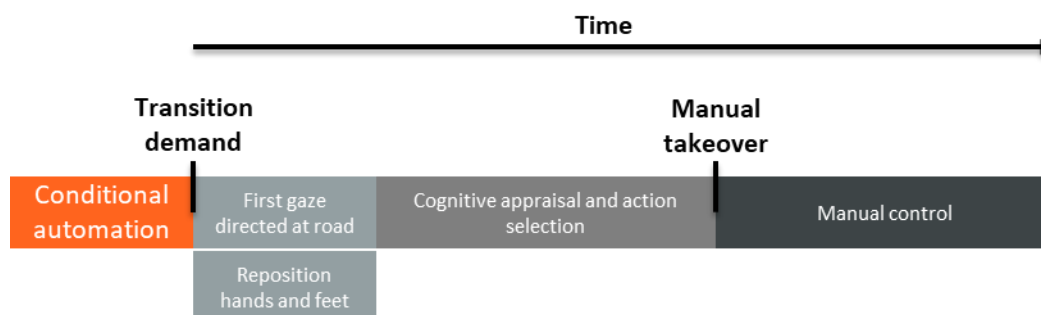 Time
Transition
demand
Manual
takeover
Conditional
automation
First gaze
directed at road
Cognitive appraisal and action
selection
Manual control
Reposition
hands and feet